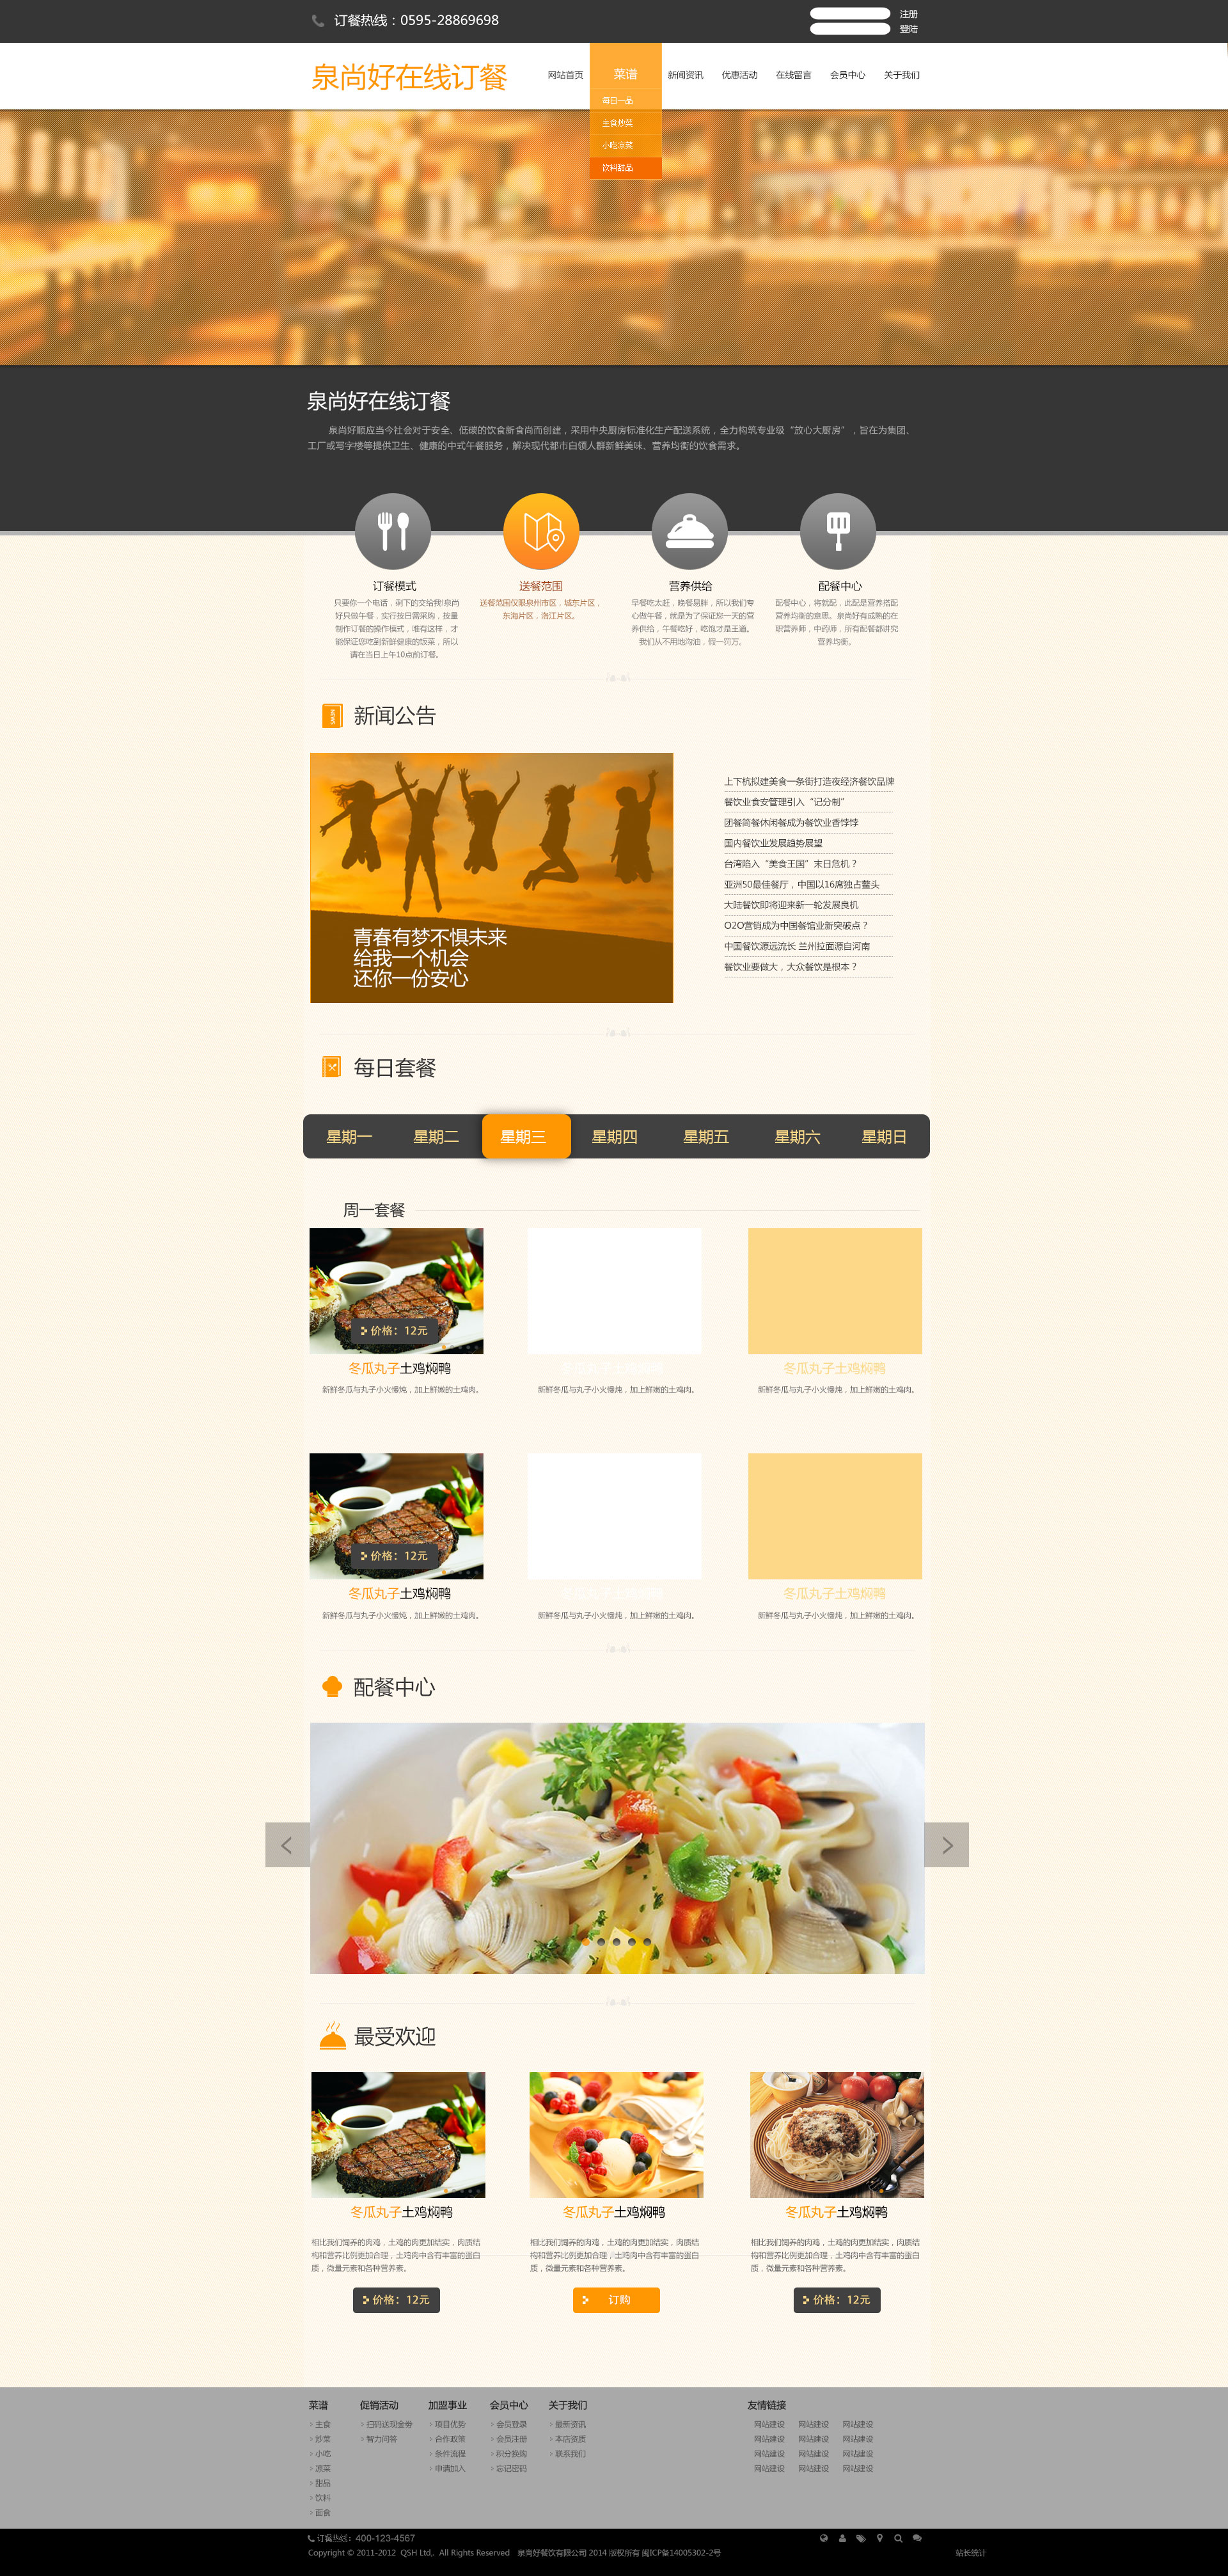 订餐热线：0595-28869698
注册
登陆
泉尚好在线订餐
网站首页
菜谱
新闻资讯
优惠活动
在线留言
会员中心
关于我们
每日一品
主食炒菜
小吃凉菜
饮料甜品
泉尚好在线订餐
泉尚好顺应当今社会对于安全、低碳的饮食新食尚而创建，采用中央厨房标准化生产配送系统，全力构筑专业级“放心大厨房”，旨在为集团、
工厂或写字楼等提供卫生、健康的中式午餐服务，解决现代都市白领人群新鲜美味、营养均衡的饮食需求。
订餐模式
只要你一个电话，剩下的交给我!泉尚
好只做午餐，实行按日需采购，按量
制作订餐的操作模式，唯有这样，才
能保证您吃到新鲜健康的饭菜，所以
请在当日上午10点前订餐。
送餐范围
送餐范围仅限泉州市区，城东片区，
东海片区，洛江片区。
营养供给
早餐吃太赶，晚餐易胖，所以我们专
心做午餐，就是为了保证您一天的营
养供给，午餐吃好，吃饱才是王道。
我们从不用地沟油，假一罚万。
配餐中心
配餐中心，将就配，此配是营养搭配
营养均衡的意思。泉尚好有成熟的在
职营养师，中药师，所有配餐都讲究
营养均衡。
新闻公告
青春有梦不惧未来
给我一个机会
还你一份安心
上下杭拟建美食一条街打造夜经济餐饮品牌
餐饮业食安管理引入“记分制”
团餐简餐休闲餐成为餐饮业香饽饽
国内餐饮业发展趋势展望
台湾陷入“美食王国”末日危机？
亚洲50最佳餐厅，中国以16席独占鳌头
大陆餐饮即将迎来新一轮发展良机
O2O营销成为中国餐馆业新突破点？
中国餐饮源远流长 兰州拉面源自河南
餐饮业要做大，大众餐饮是根本？
每日套餐
星期一
星期二
星期三
星期四
星期五
星期六
星期日
周一套餐
价格：12元
冬瓜丸子土鸡焖鸭
冬瓜丸子土鸡焖鸭
冬瓜丸子土鸡焖鸭
新鲜冬瓜与丸子小火慢炖，加上鲜嫩的土鸡肉。
新鲜冬瓜与丸子小火慢炖，加上鲜嫩的土鸡肉。
新鲜冬瓜与丸子小火慢炖，加上鲜嫩的土鸡肉。
价格：12元
冬瓜丸子土鸡焖鸭
冬瓜丸子土鸡焖鸭
冬瓜丸子土鸡焖鸭
新鲜冬瓜与丸子小火慢炖，加上鲜嫩的土鸡肉。
新鲜冬瓜与丸子小火慢炖，加上鲜嫩的土鸡肉。
新鲜冬瓜与丸子小火慢炖，加上鲜嫩的土鸡肉。
配餐中心
最受欢迎
冬瓜丸子土鸡焖鸭
相比我们饲养的肉鸡，土鸡的肉更加结实，肉质结
构和营养比例更加合理，土鸡肉中含有丰富的蛋白
质，微量元素和各种营养素。
价格：12元
冬瓜丸子土鸡焖鸭
相比我们饲养的肉鸡，土鸡的肉更加结实，肉质结
构和营养比例更加合理，土鸡肉中含有丰富的蛋白
质，微量元素和各种营养素。
订购
冬瓜丸子土鸡焖鸭
相比我们饲养的肉鸡，土鸡的肉更加结实，肉质结
构和营养比例更加合理，土鸡肉中含有丰富的蛋白
质，微量元素和各种营养素。
价格：12元
菜谱
主食
炒菜
小吃
凉菜
甜品
饮料
面食
促销活动
扫码送现金劵
智力问答
加盟事业
项目优势
合作政策
条件流程
申请加入
会员中心
会员登录
会员注册
积分换购
忘记密码
关于我们
最新资讯
本店资质
联系我们
友情链接
网站建设 网站建设 网站建设
网站建设 网站建设 网站建设
网站建设 网站建设 网站建设
网站建设 网站建设 网站建设
订餐热线：400-123-4567
Copyright © 2011-2012 QSH Ltd,. All Rights Reserved 泉尚好餐饮有限公司 2014 版权所有 闽ICP备14005302-2号
站长统计